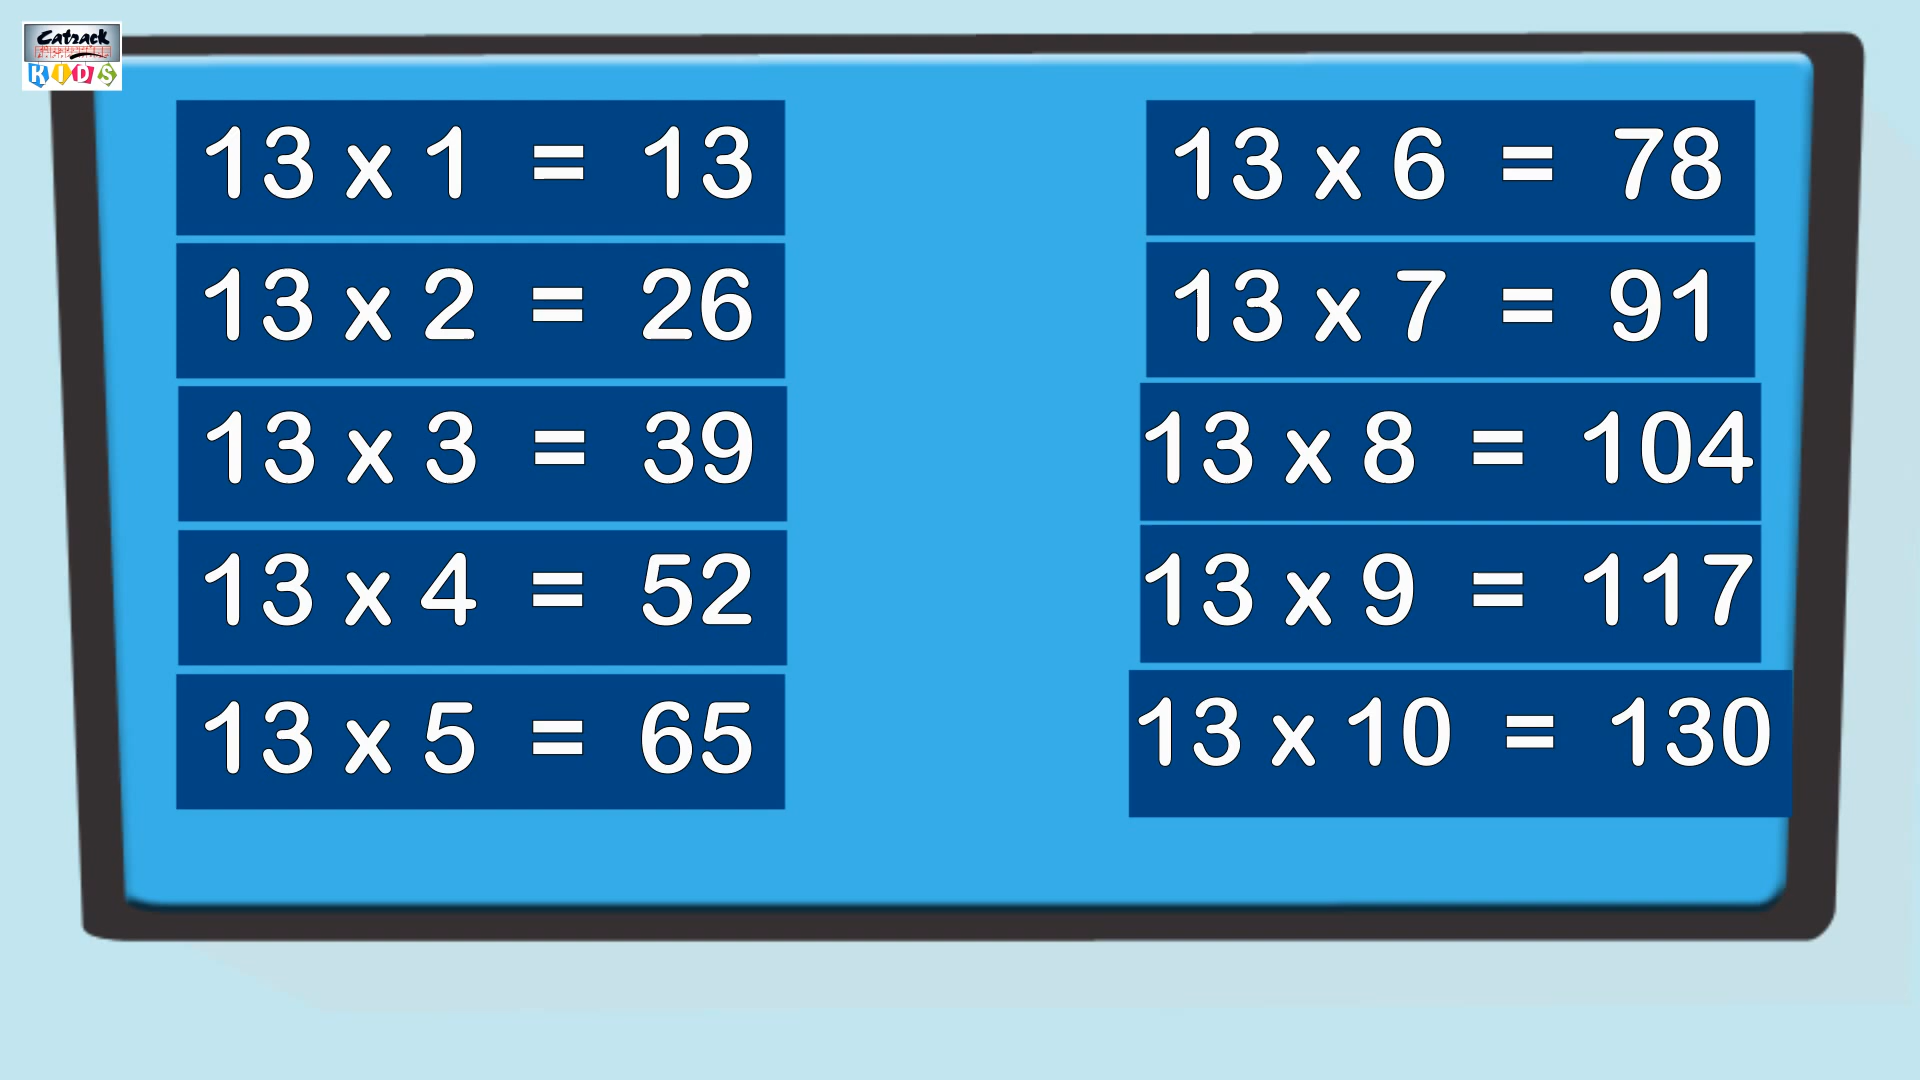 Catrack
KIDS
13 x 1 = 13
13 x 2 = 26
13 x 3 = 39
13 x 4 = 52
13 x 5 = 65
13 x 6 = 78
13 x 7 = 91
13 x 8 = 104
13 x 9 = 117
13 x 10 = 130